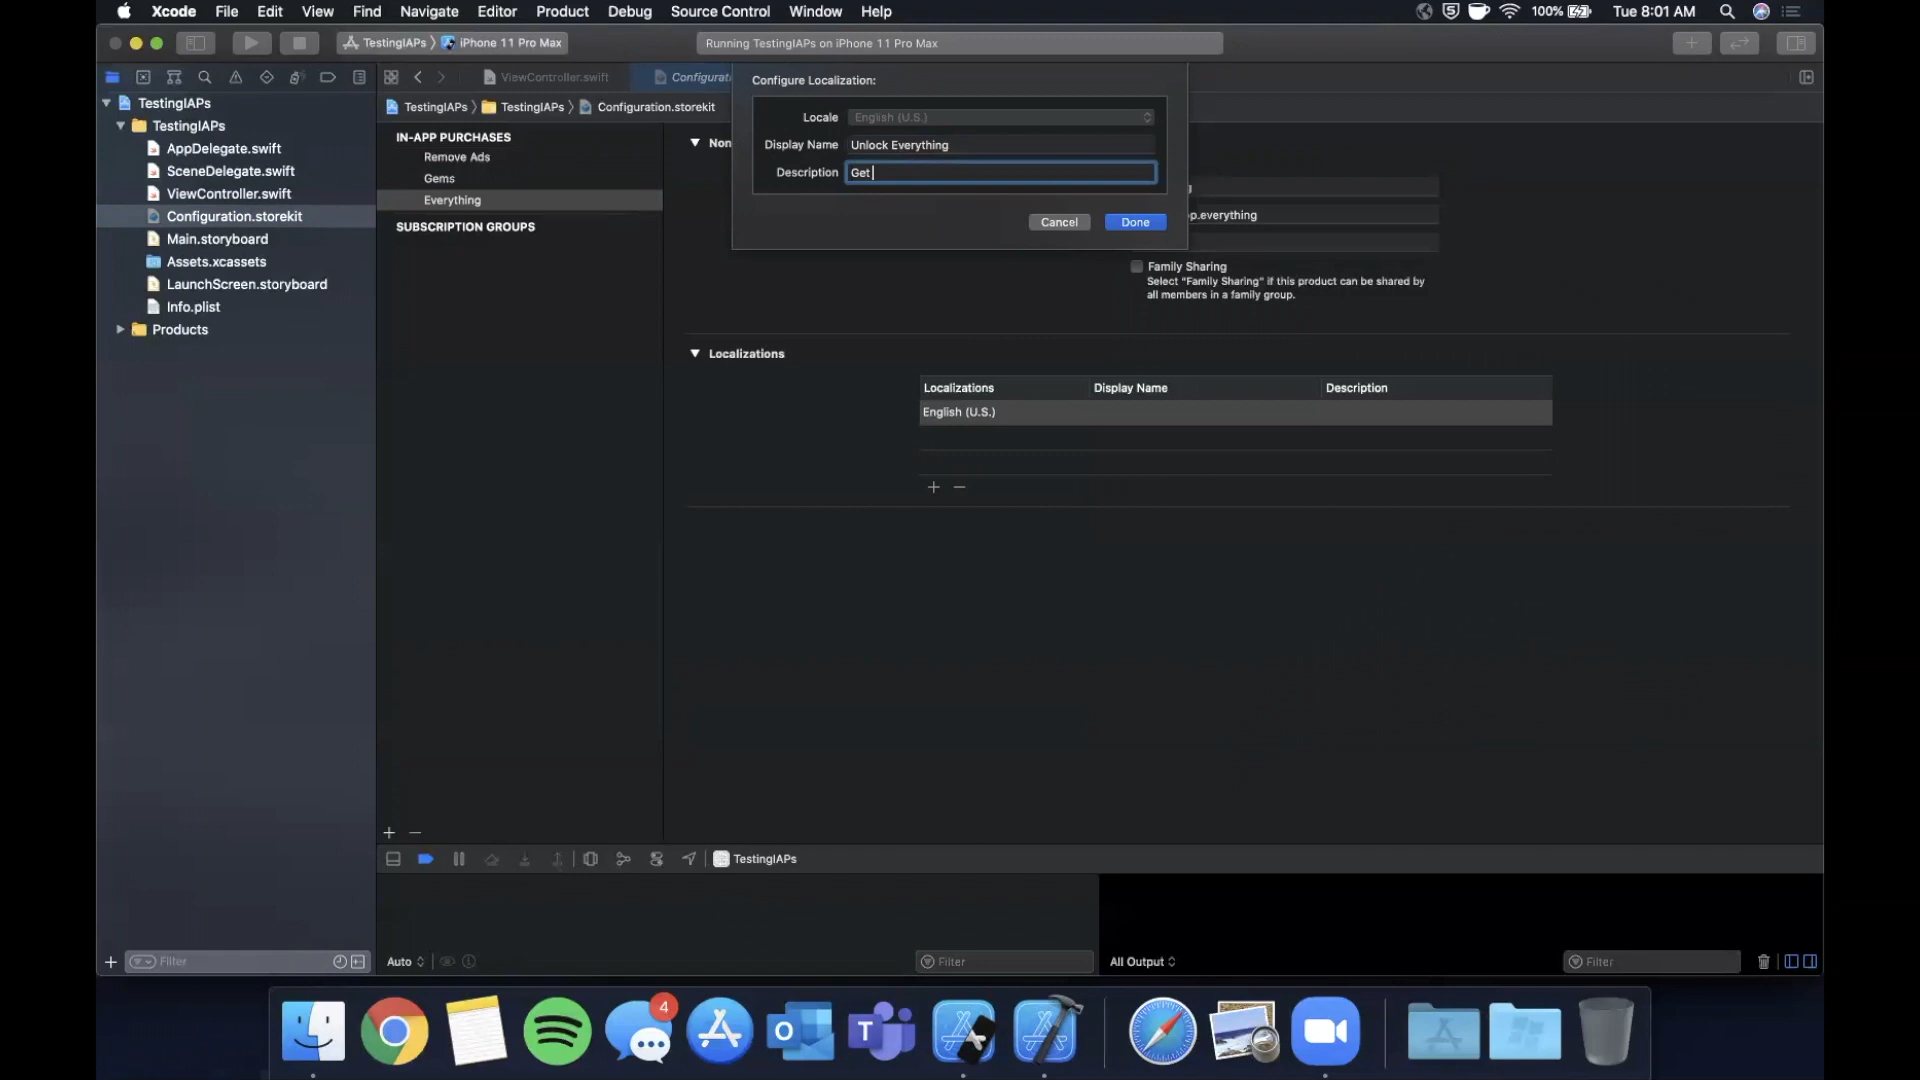 Xcode File Edit View Find Navigate Editor Product Debug Source Control Window Help
5 100% Tue 8:01 AM
TestingIAPs iPhone 11 Pro Max
Running TestingIAPs on iPhone 11 Pro Max
ViewController.swift
Configurat
TestingIAPs TestingIAPs Configuration.storekit
TestingIAPs
TestingIAPs
AppDelegate.swift
SceneDelegate.swift
ViewController.swift
Configuration.storekit
Main.storyboard
Assets.xcassets
LaunchScreen.storyboard
Info.plist
Products
IN-APP PURCHASES
Remove Ads
Gems
Everything
SUBSCRIPTION GROUPS
Configure Localization:
Locale English (U.S.)
Display Name Unlock Everything
Description Get
Cancel Done
Non
g
pp.everything
Family Sharing
Select "Family Sharing" if this product can be shared by
all members in a family group.
Localizations
Localizations Display Name Description
English (U.S.)
TestingIAPs
Filter
Auto
Filter
All Output
Filter
4